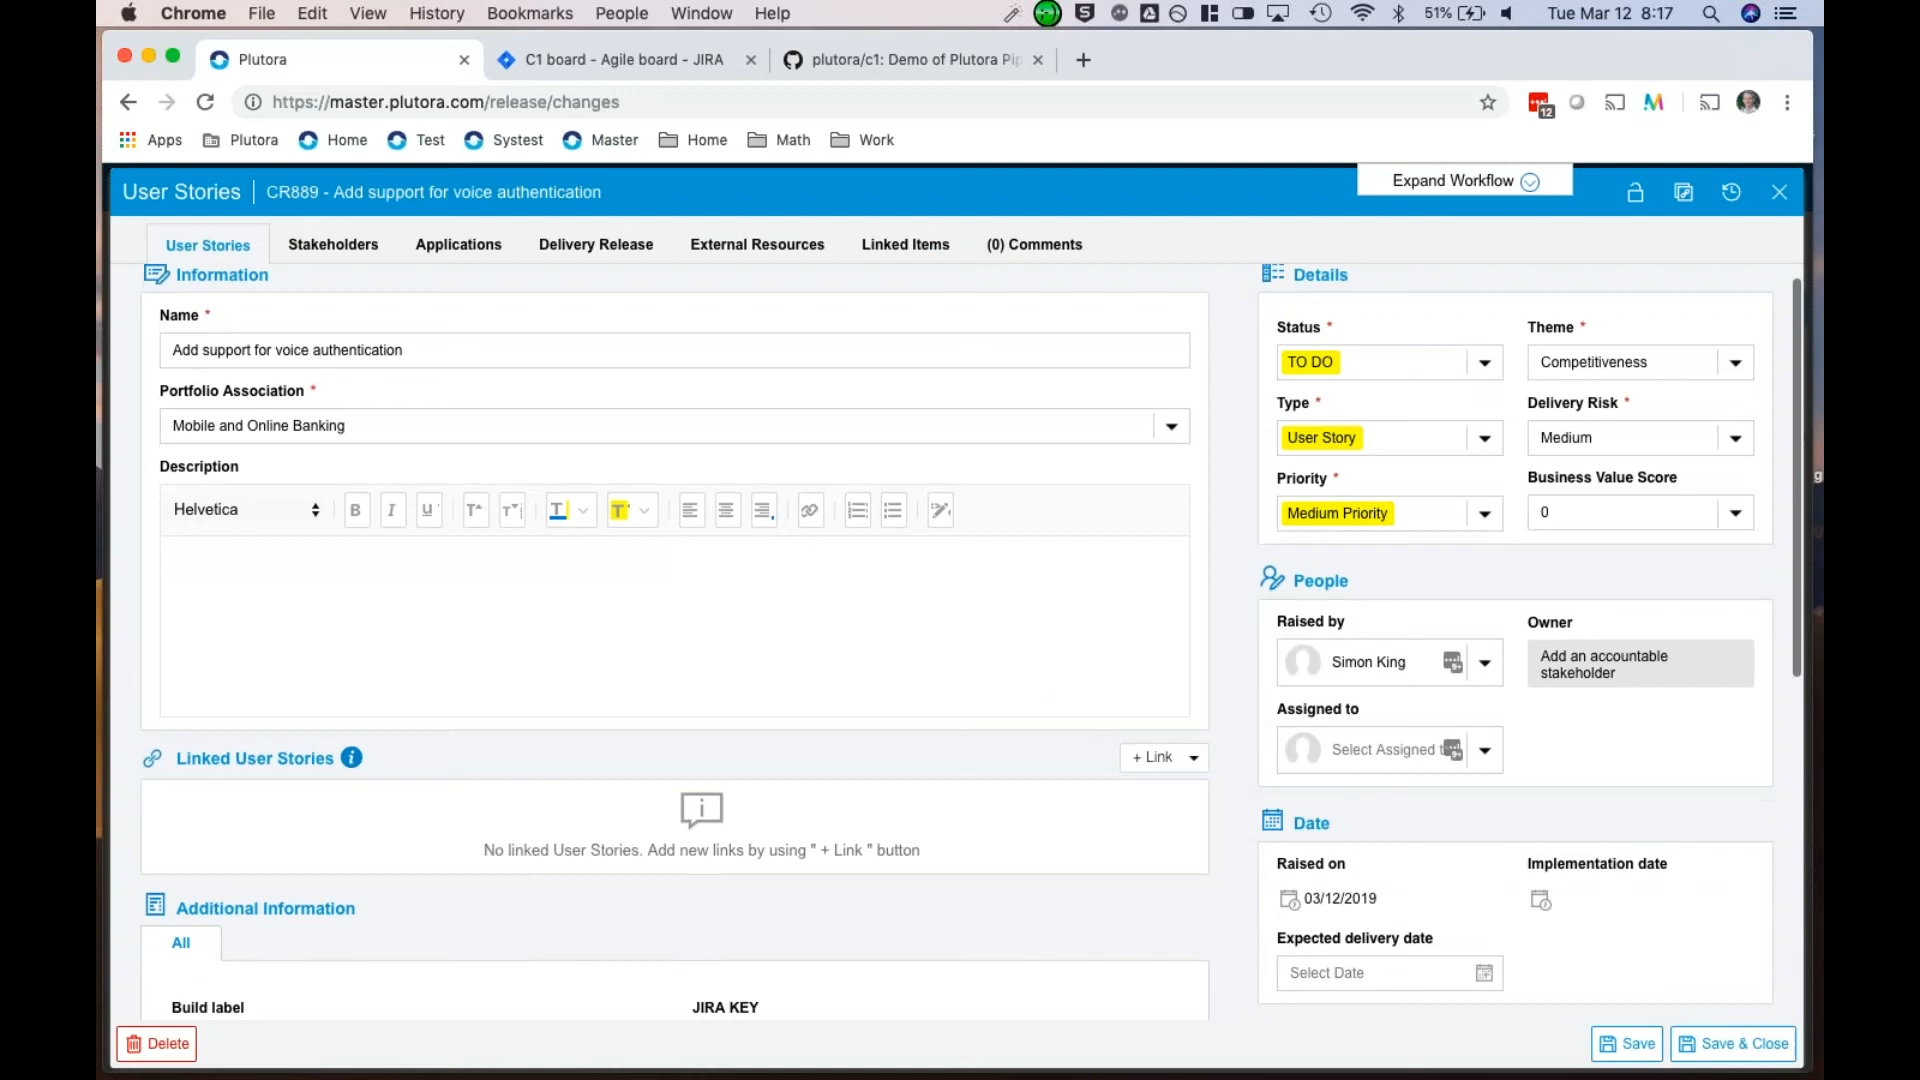 Chrome File Edit View History Bookmarks People Window Help 51% Tue Mar 12 8:17
Plutora C1 board - Agile board - JIRA plutora/c1: Demo of Plutora Pip
https://master.plutora.com/release/changes 12
Apps Plutora Home Test Systest Master Home Math Work
Expand Workflow
User Stories CR889 - Add support for voice authentication
User Stories Stakeholders Applications Delivery Release External Resources Linked Items (0) Comments
Information
Name *
Add support for voice authentication
Portfolio Association *
Mobile and Online Banking
Description
Helvetica B I U
Linked User Stories + Link
No linked User Stories. Add new links by using " + Link " button
Additional Information
All
Build label JIRA KEY
Details
Status * Theme *
TO DO Competitiveness
Type * Delivery Risk *
User Story Medium
Priority * Business Value Score
Medium Priority 0
People
Raised by Owner
Simon King Add an accountable
stakeholder
Assigned to
Select Assigned t
Date
Raised on Implementation date
03/12/2019
Expected delivery date
Select Date
Delete Save Save & Close